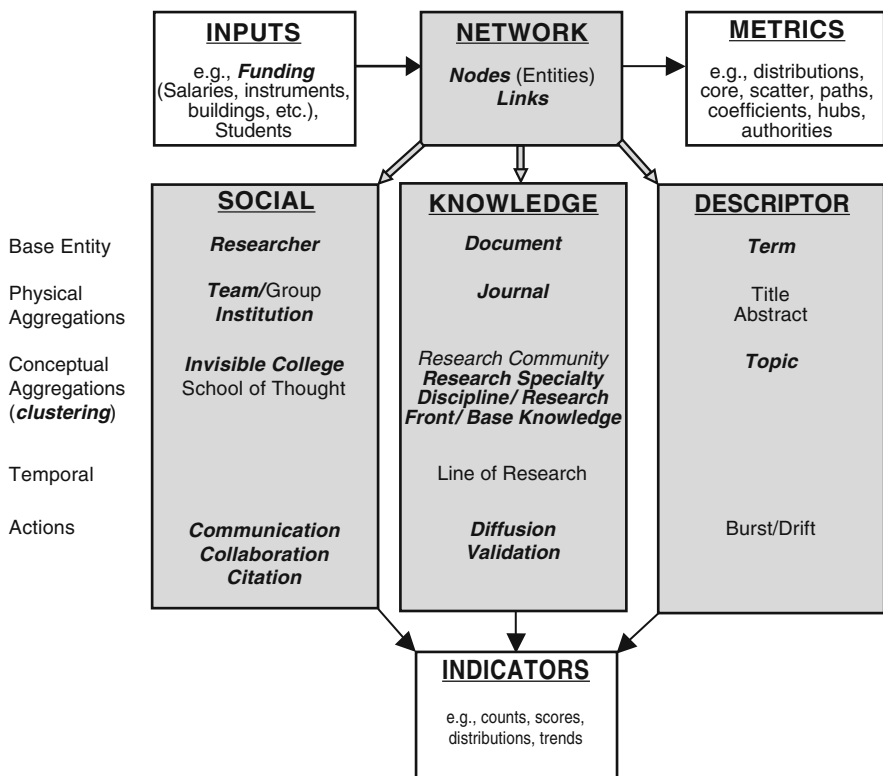 INPUTS
e.g., Funding
(Salaries, instruments,
buildings, etc.),
Students
NETWORK
Nodes (Entities)
Links
METRICS
e.g., distributions,
core, scatter, paths,
coefficients, hubs,
authorities
SOCIAL
KNOWLEDGE
DESCRIPTOR
Base Entity
Researcher
Document
Term
Physical
Aggregations
Team/Group
Institution
Journal
Title
Abstract
Conceptual
Aggregations
(clustering)
Invisible College
School of Thought
Research Community
Research Specialty
Discipline/ Research
Front/ Base Knowledge
Topic
Temporal
Line of Research
Actions
Communication
Collaboration
Citation
Diffusion
Validation
Burst/Drift
INDICATORS
e.g., counts, scores,
distributions, trends